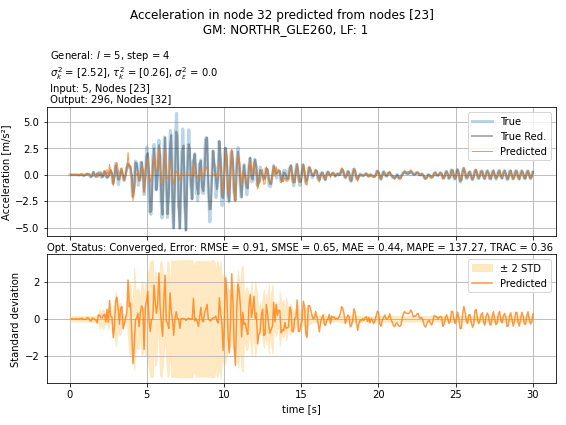 Acceleration in node 32 predicted from nodes [23]
GM: NORTHR_GLE260, LF: 1
General: l = 5, step = 4
σ²ₖ = [2.52], τ²ₖ = [0.26], σ²ε = 0.0
Input: 5, Nodes [23]
Output: 296, Nodes [32]
Acceleration [m/s²]
5.0
2.5
0.0
−2.5
−5.0
True
True Red.
Predicted
Opt. Status: Converged, Error: RMSE = 0.91, SMSE = 0.65, MAE = 0.44, MAPE = 137.27, TRAC = 0.36
Standard deviation
2
0
−2
± 2 STD
Predicted
0 5 10 15 20 25 30
time [s]